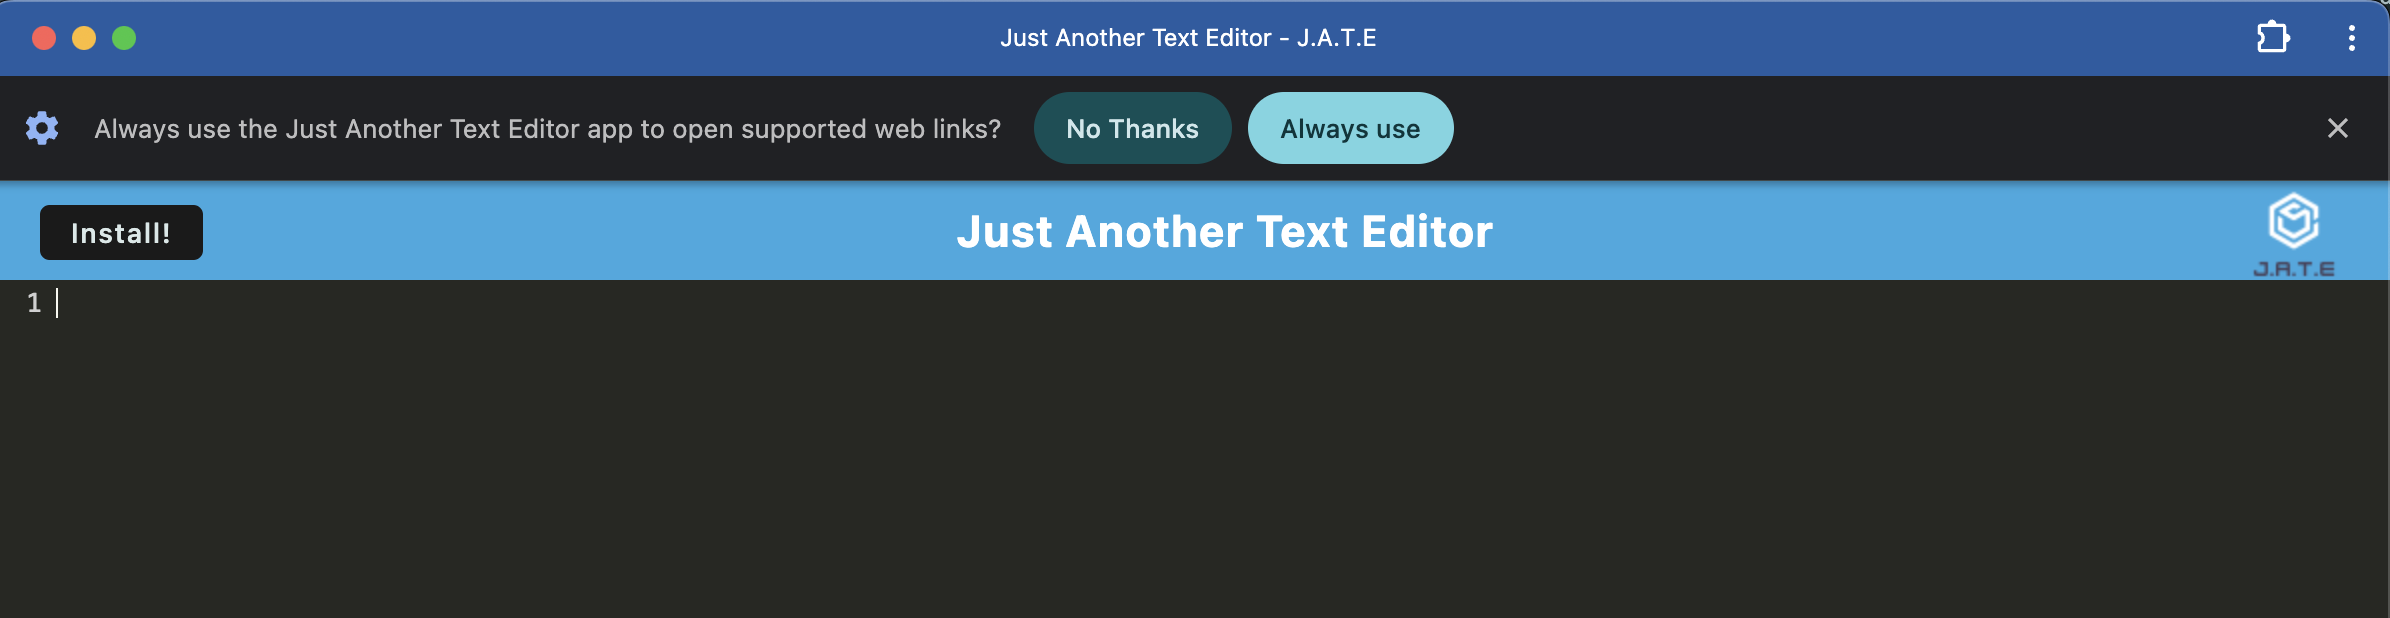 Just Another Text Editor - J.A.T.E
Always use the Just Another Text Editor app to open supported web links? No Thanks Always use
Install! Just Another Text Editor
J.A.T.E
1